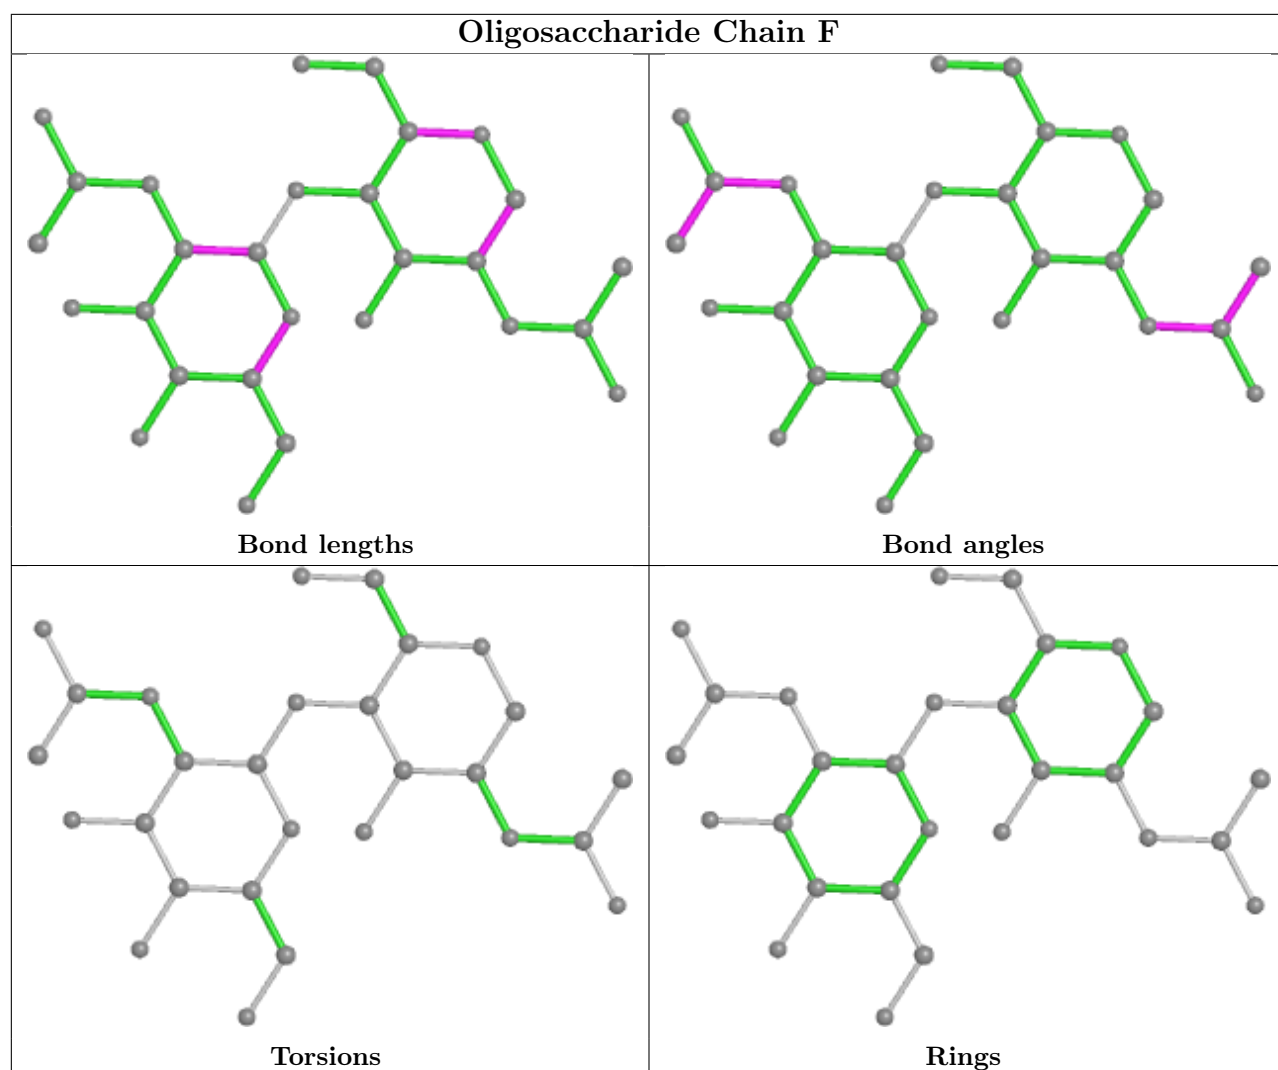 Oligosaccharide Chain F
Bond lengths
Bond angles
Torsions
Rings